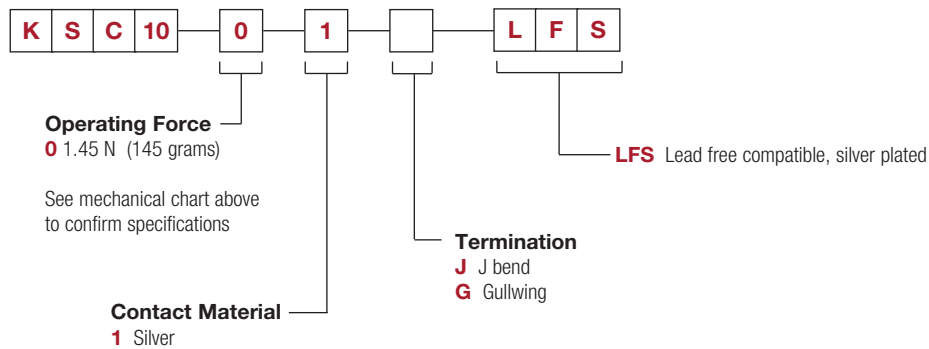 K S C 10 0 1 L F S
Operating Force
0 1.45 N (145 grams)
See mechanical chart above
to confirm specifications
LFS Lead free compatible, silver plated
Termination
J J bend
G Gullwing
Contact Material
1 Silver